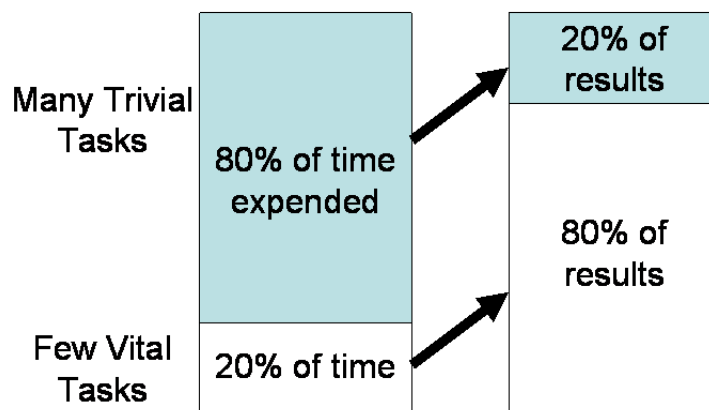 Many Trivial
Tasks
80% of time
expended
20% of
results
80% of
results
Few Vital
Tasks
20% of time